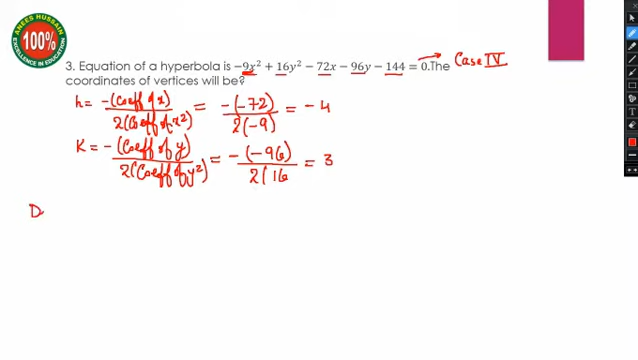 ANEES HUSSAIN
100%
EXCELLENCE IN EDUCATION
3. Equation of a hyperbola is −9x² + 16y² − 72x − 96y − 144 = 0.The → Case IV
coordinates of vertices will be?
h = -(Coeff of x) / 2(Coeff of x²) = -(-72) / 2(-9) = -4
K = -(Coeff of y) / 2(Coeff of y²) = -(-96) / 2(16 = 3
D